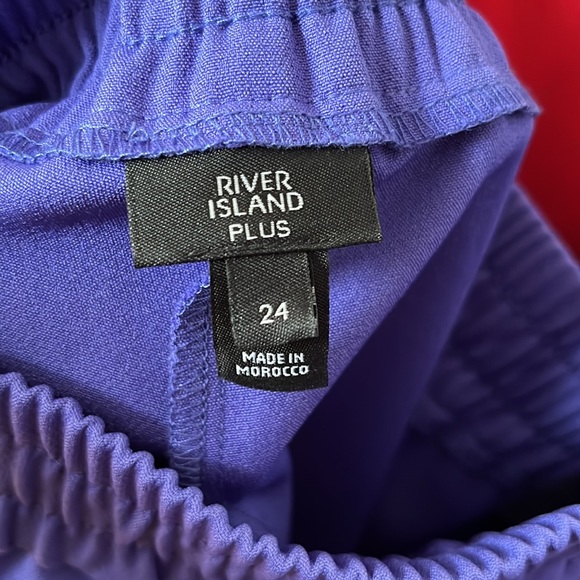 RIVER
ISLAND
PLUS
24
MADE IN
MOROCCO